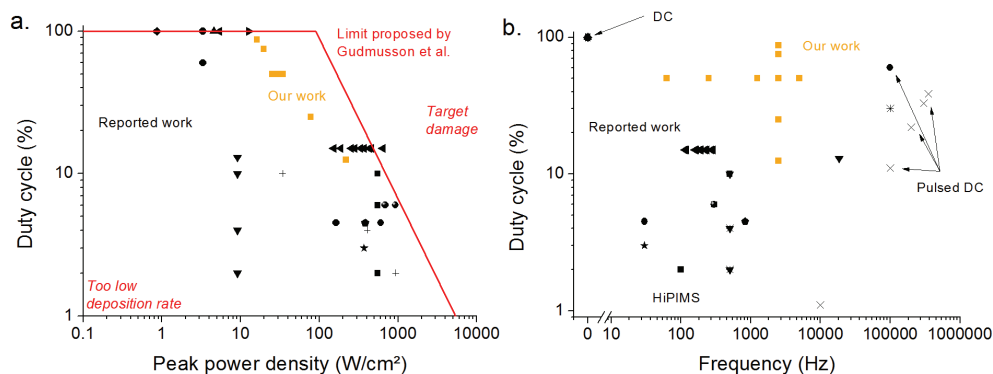 a.
100
10
1
Duty cycle (%)
Limit proposed by
Gudmusson et al.
Our work
Target
damage
Reported work
Too low
deposition rate
0.1
1
10
100
1000
10000
Peak power density (W/cm²)
b.
DC
100
10
1
Duty cycle (%)
Our work
Reported work
Pulsed DC
HiPIMS
0
10
100
1000
10000
100000
1000000
Frequency (Hz)